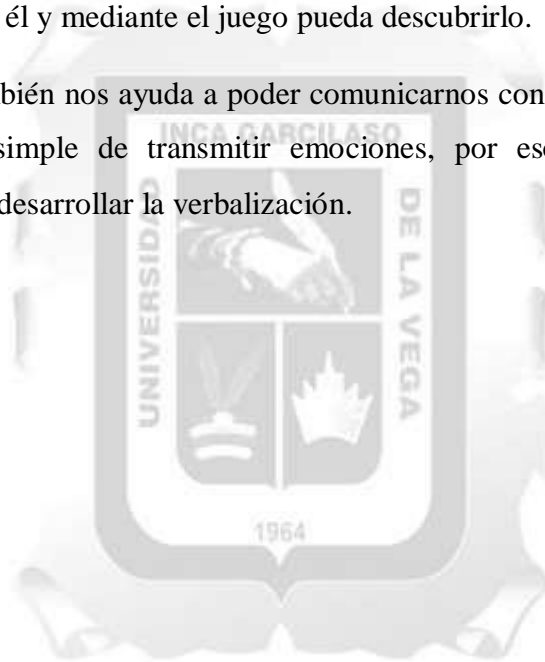 él y mediante el juego pueda descubrirlo.
bién nos ayuda a poder comunicarnos con
INCA GARCILASO
simple de transmitir emociones, por eso
desarrollar la verbalización.
UNIVERSIDAD
DE LA VEGA
1964